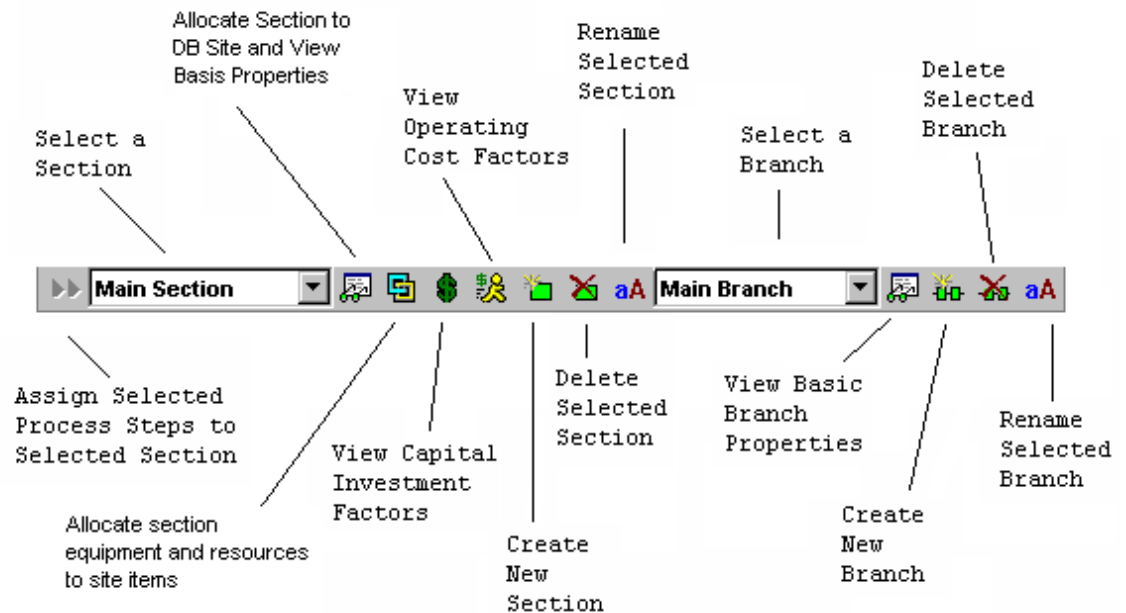 Allocate Section to
DB Site and View
Basis Properties
Rename
Selected
Section
Delete
Selected
Branch
View
Operating
Cost Factors
Select a
Section
Select a
Branch
Main Section
aA
Main Branch
aA
Assign Selected
Process Steps to
Selected Section
Allocate section
equipment and resources
to site items
View Capital
Investment
Factors
Create
New
Section
Delete
Selected
Section
View Basic
Branch
Properties
Create
New
Branch
Rename
Selected
Branch